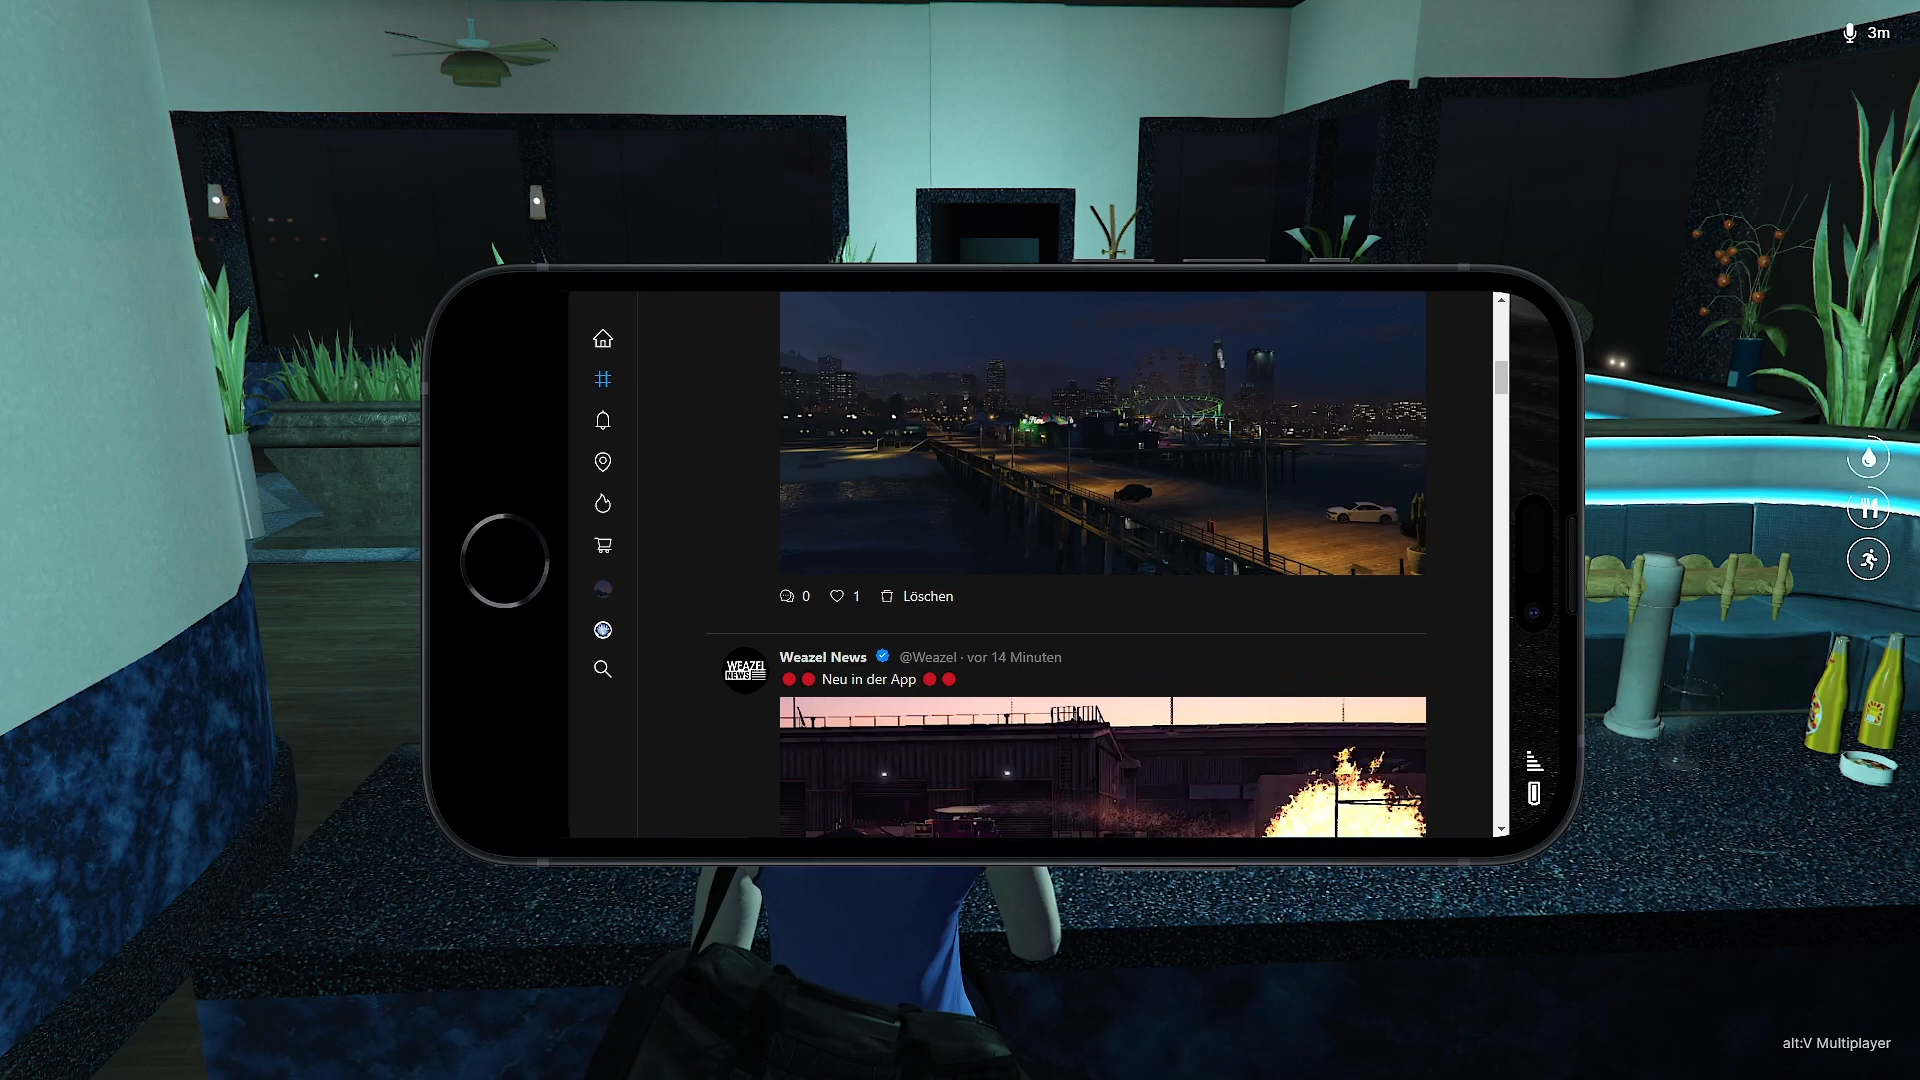 3m
0 1 Löschen
Weazel News @Weazel · vor 14 Minuten
WEAZEL
NEWS
Neu in der App
alt:V Multiplayer